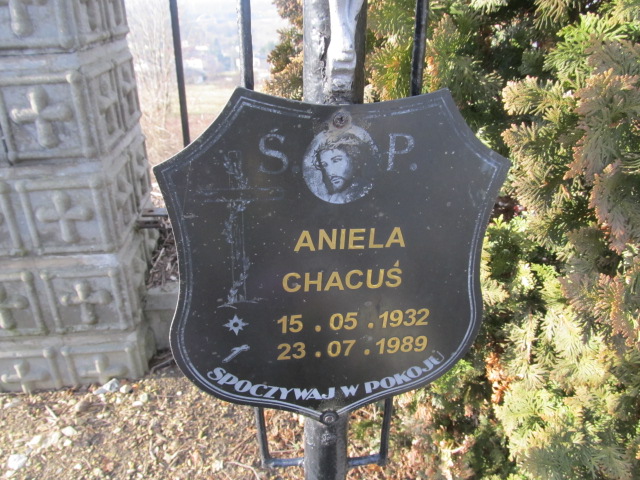 Ś. P.
ANIELA
CHACUŚ
15.05.1932
23.07.1989
SPOCZYWAJ W POKOJU